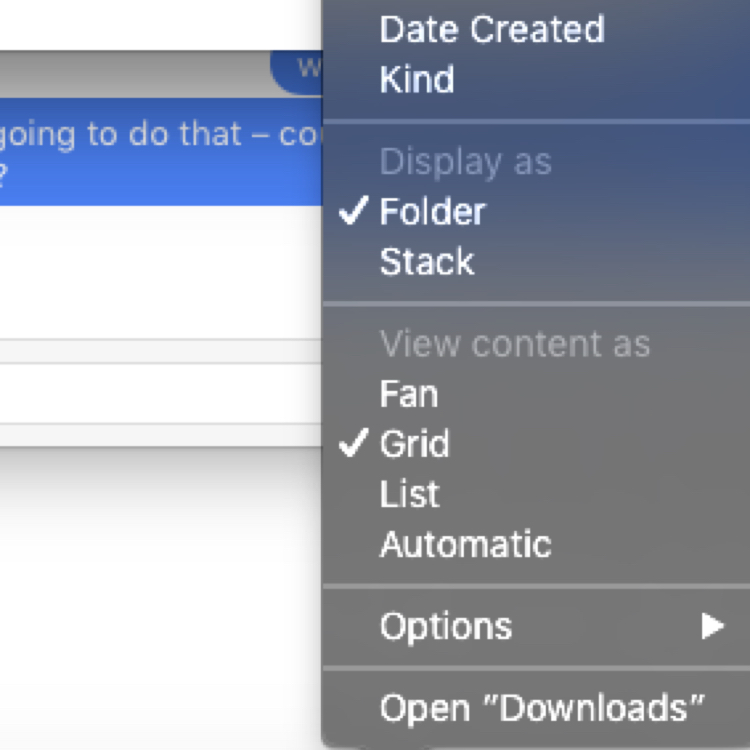 Date Created
Kind
w
going to do that – co
?
Display as
✓ Folder
Stack
View content as
Fan
✓ Grid
List
Automatic
Options ▶
Open “Downloads”